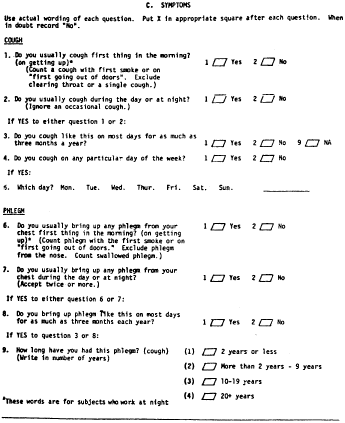 C. SYMPTOMS
Use actual wording of each question. Put X in appropriate square after each question. When
in doubt record "No".
COUGH
1. Do you usually cough first thing in the morning?
(on getting up)* 1 Yes 2 No
(Count a cough with first smoke or on
"first going out of doors". Exclude
clearing throat or a single cough.)
2. Do you usually cough during the day or at night? 1 Yes 2 No
(Ignore an occasional cough.)
If YES to either question 1 or 2:
3. Do you cough like this on most days for as much as
three months a year? 1 Yes 2 No 9 NA
4. Do you cough on any particular day of the week? 1 Yes 2 No
If YES:
5. Which day? Mon. Tue. Wed. Thur. Fri. Sat. Sun.
PHLEGM
6. Do you usually bring up any phlegm from your
chest first thing in the morning? (on getting 1 Yes 2 No
up)* (Count phlegm with the first smoke or on
"first going out of doors." Exclude phlegm
from the nose. Count swallowed phlegm.)
7. Do you usually bring up any phlegm from your
chest during the day or at night? 1 Yes 2 No
(Accept twice or more.)
If YES to either question 6 or 7:
8. Do you bring up phlegm like this on most days
for as much as three months each year? 1 Yes 2 No
If YES to question 3 or 8:
9. How long have you had this phlegm? (cough) (1) 2 years or less
(Write in number of years)
(2) More than 2 years - 9 years
(3) 10-19 years
(4) 20+ years
*These words are for subjects who work at night